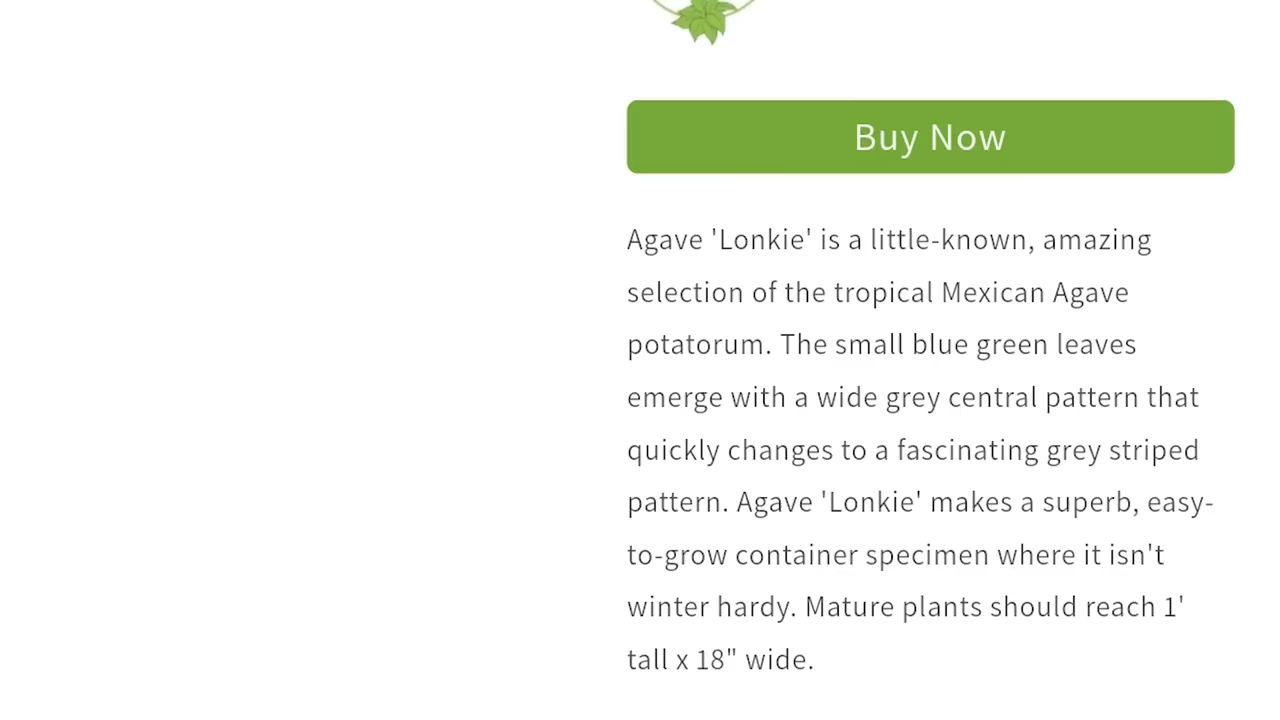 Buy Now
Agave 'Lonkie' is a little-known, amazing
selection of the tropical Mexican Agave
potatorum. The small blue green leaves
emerge with a wide grey central pattern that
quickly changes to a fascinating grey striped
pattern. Agave 'Lonkie' makes a superb, easy-
to-grow container specimen where it isn't
winter hardy. Mature plants should reach 1'
tall x 18" wide.